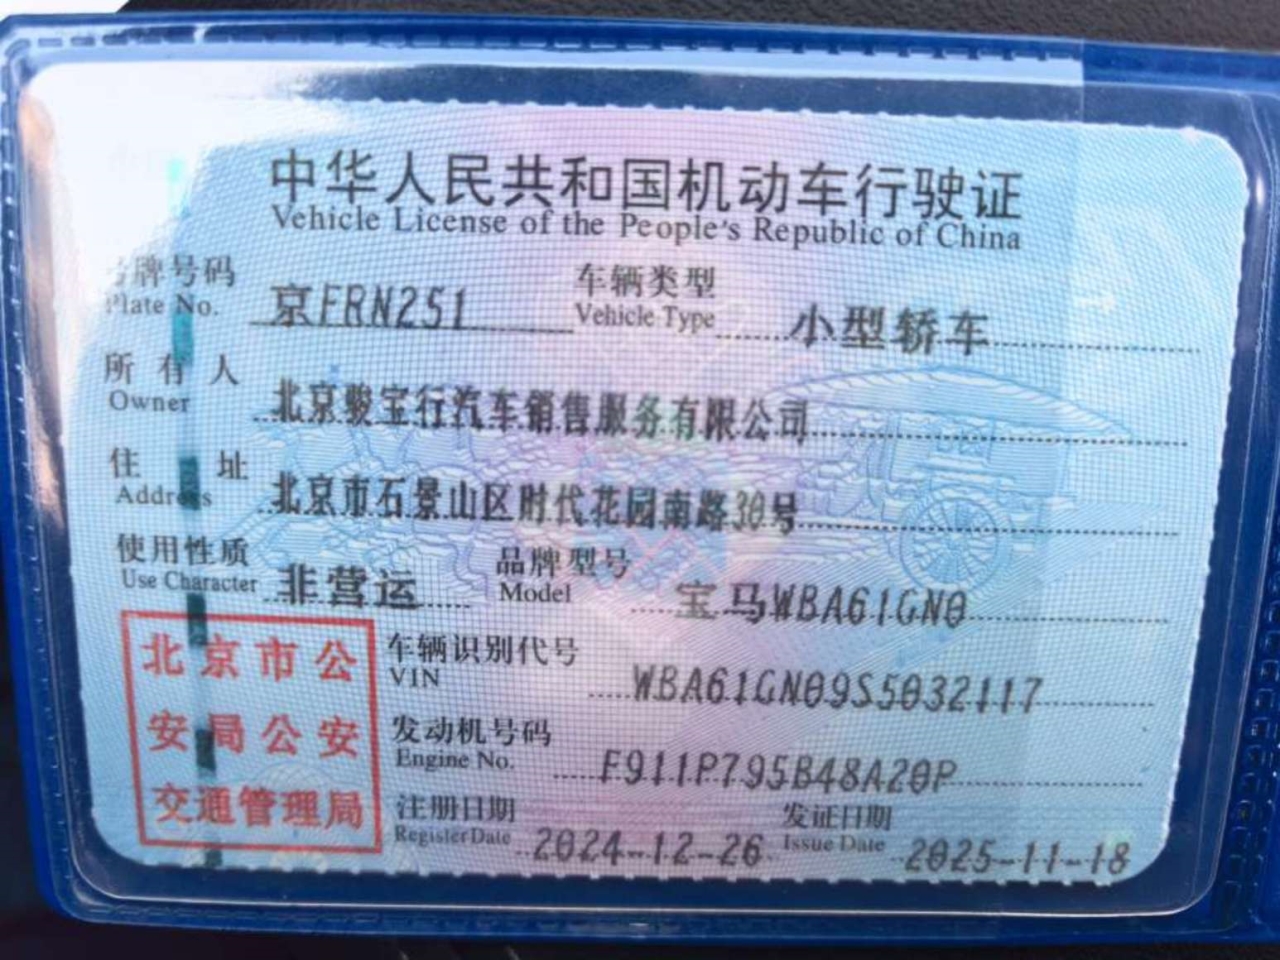 中华人民共和国机动车行驶证
Vehicle License of the People's Republic of China
号牌号码 京FRN251 车辆类型 小型轿车
Plate No. Vehicle Type
所有人 北京骏宝行汽车销售服务有限公司
Owner
住址 北京市石景山区时代花园南路30号
Address
使用性质 非营运 品牌型号 宝马WBA61GN0
Use Character Model
北京市公
安局公安
交通管理局
车辆识别代号 WBA61GN09S5032117
VIN
发动机号码 F911P795B48A20P
Engine No.
注册日期 2024-12-26 发证日期 2025-11-18
Register Date Issue Date